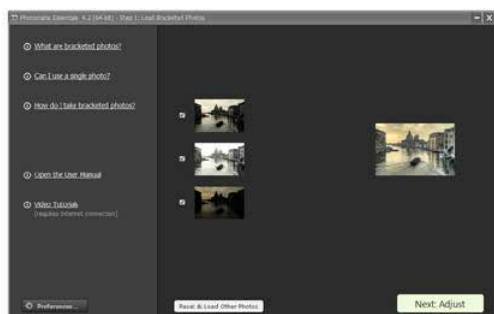 Photomatix Essentials 4.2 (64-bit) - Step 1: Load Bracketed Photos
What are bracketed photos?
Can I use a single photo?
How do I take bracketed photos?
Open the User Manual
Video Tutorials
(requires internet connection)
Preferences...
Reset & Load Other Photos
Next: Adjust